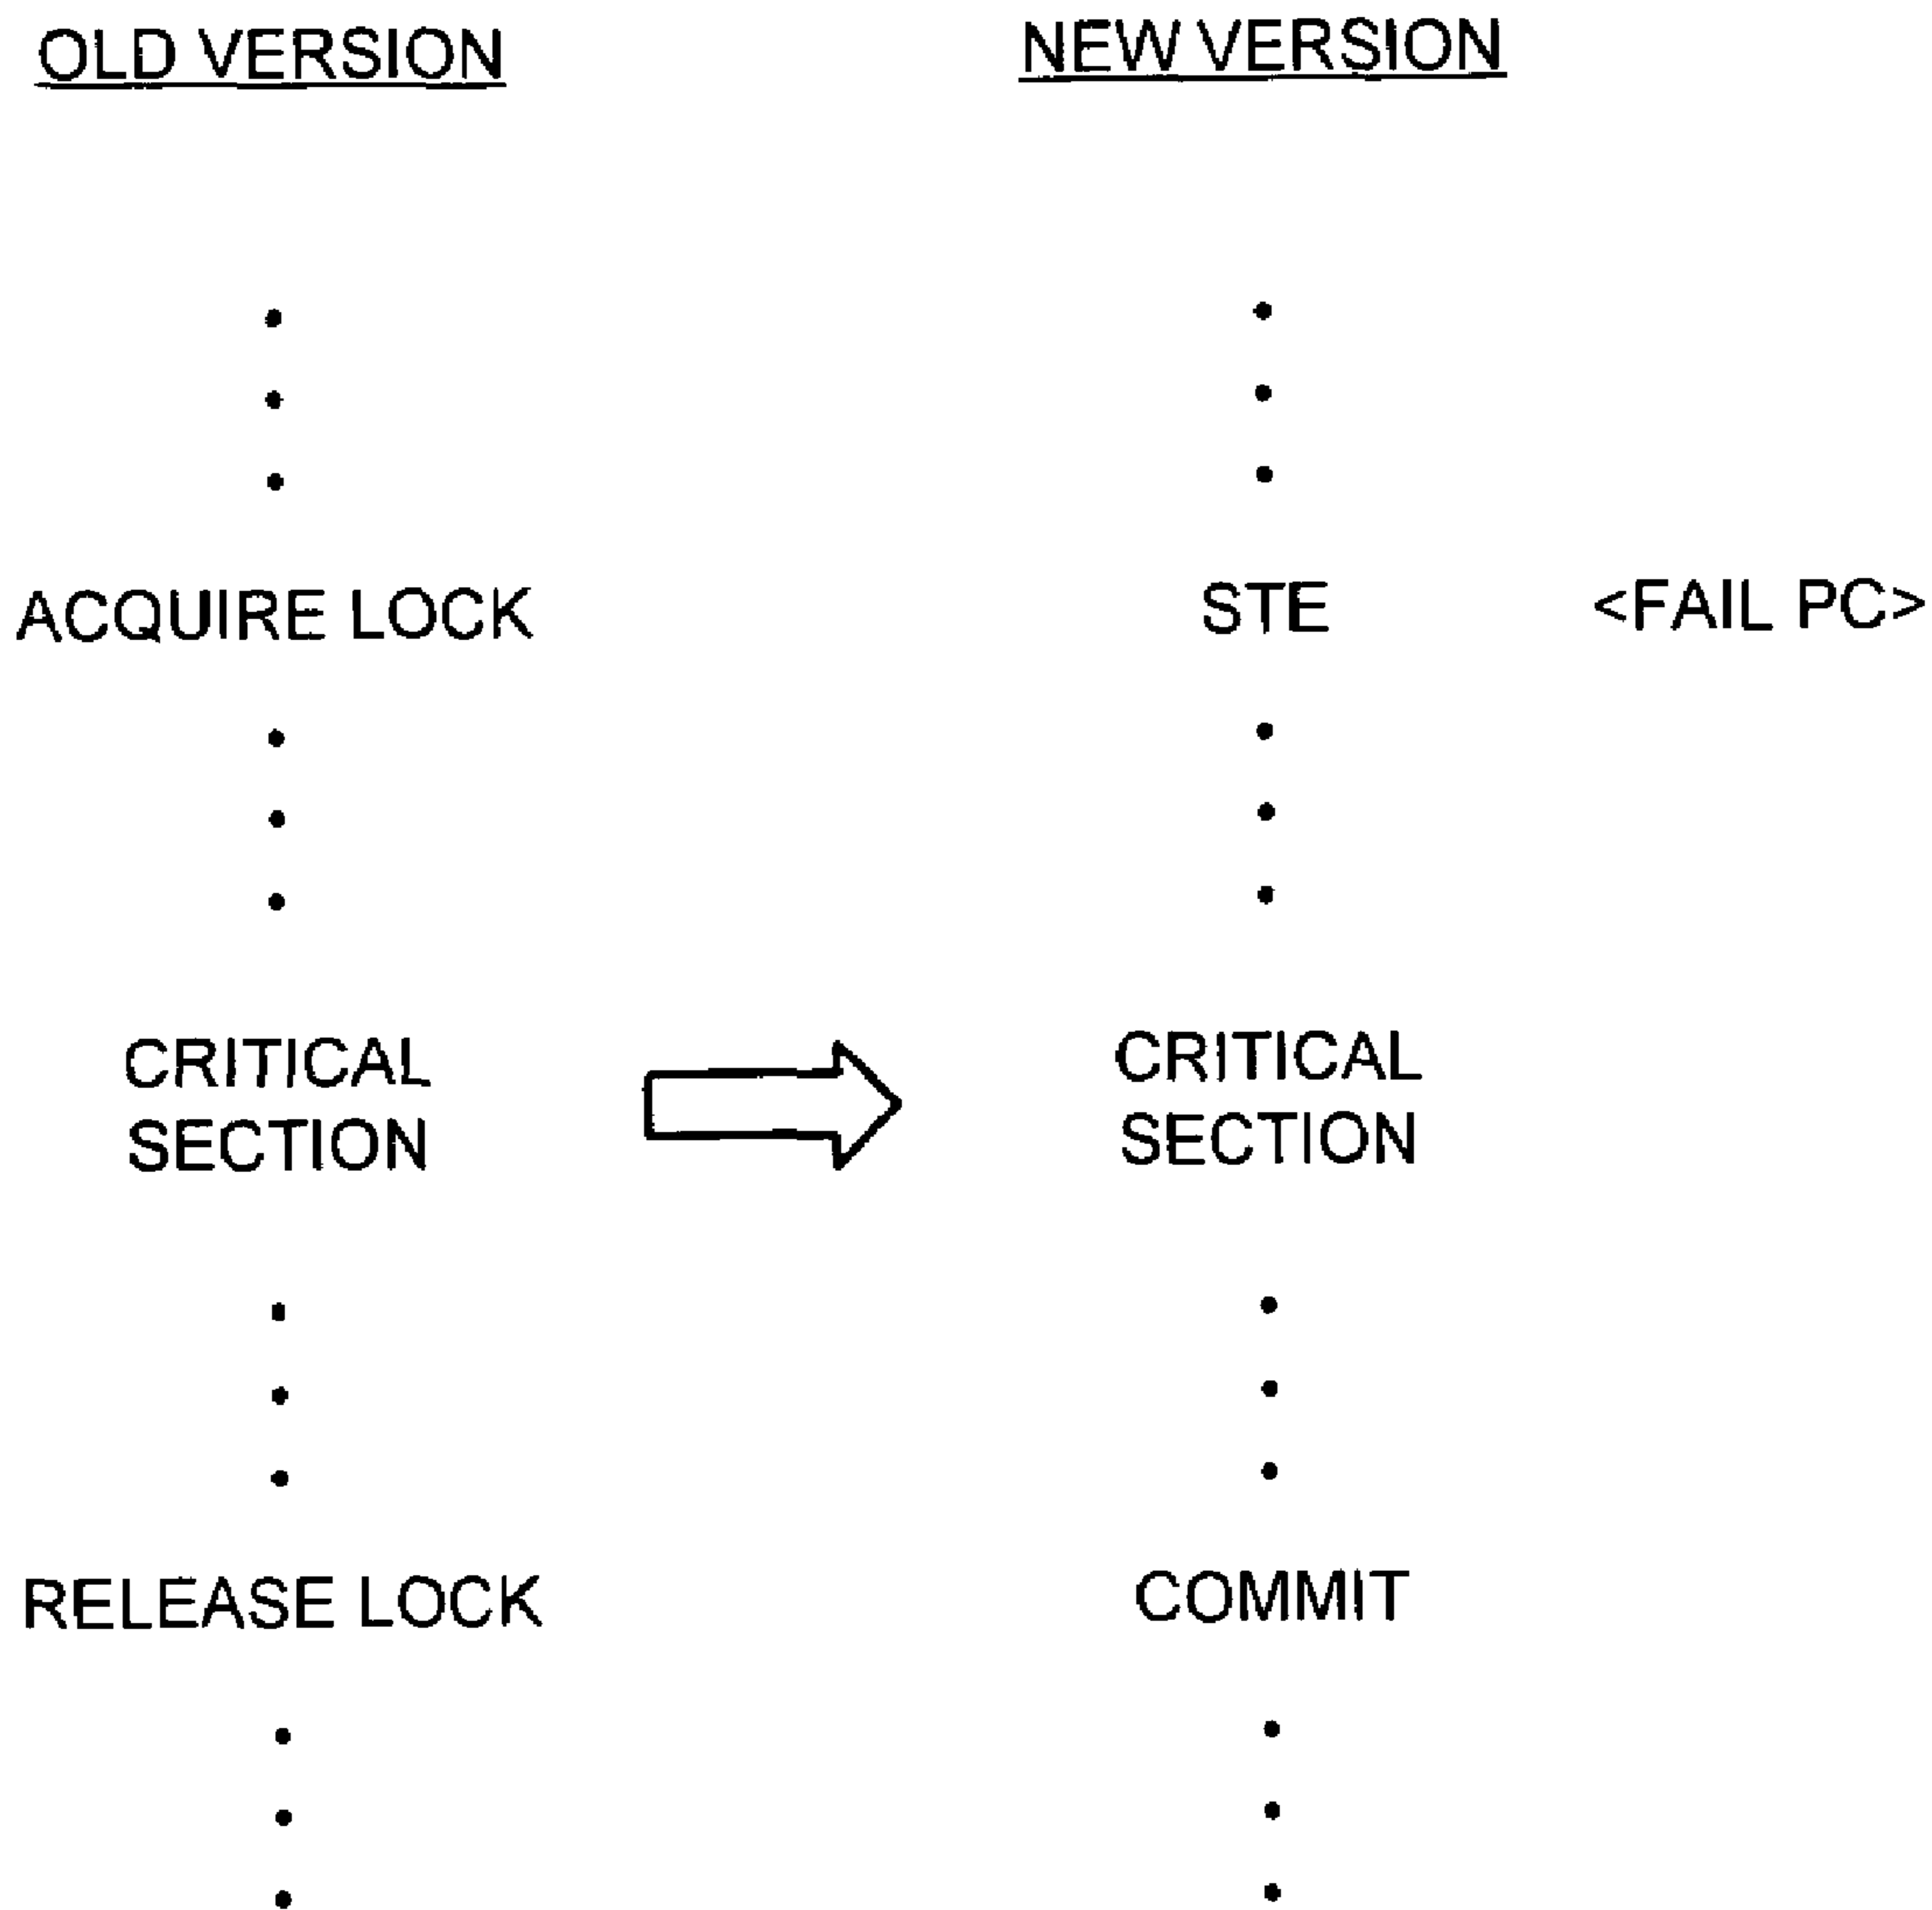 OLD VERSION
NEW VERSION
ACQUIRE LOCK
STE <FAIL PC>
CRITICAL
SECTION
CRITICAL
SECTION
RELEASE LOCK
COMMIT